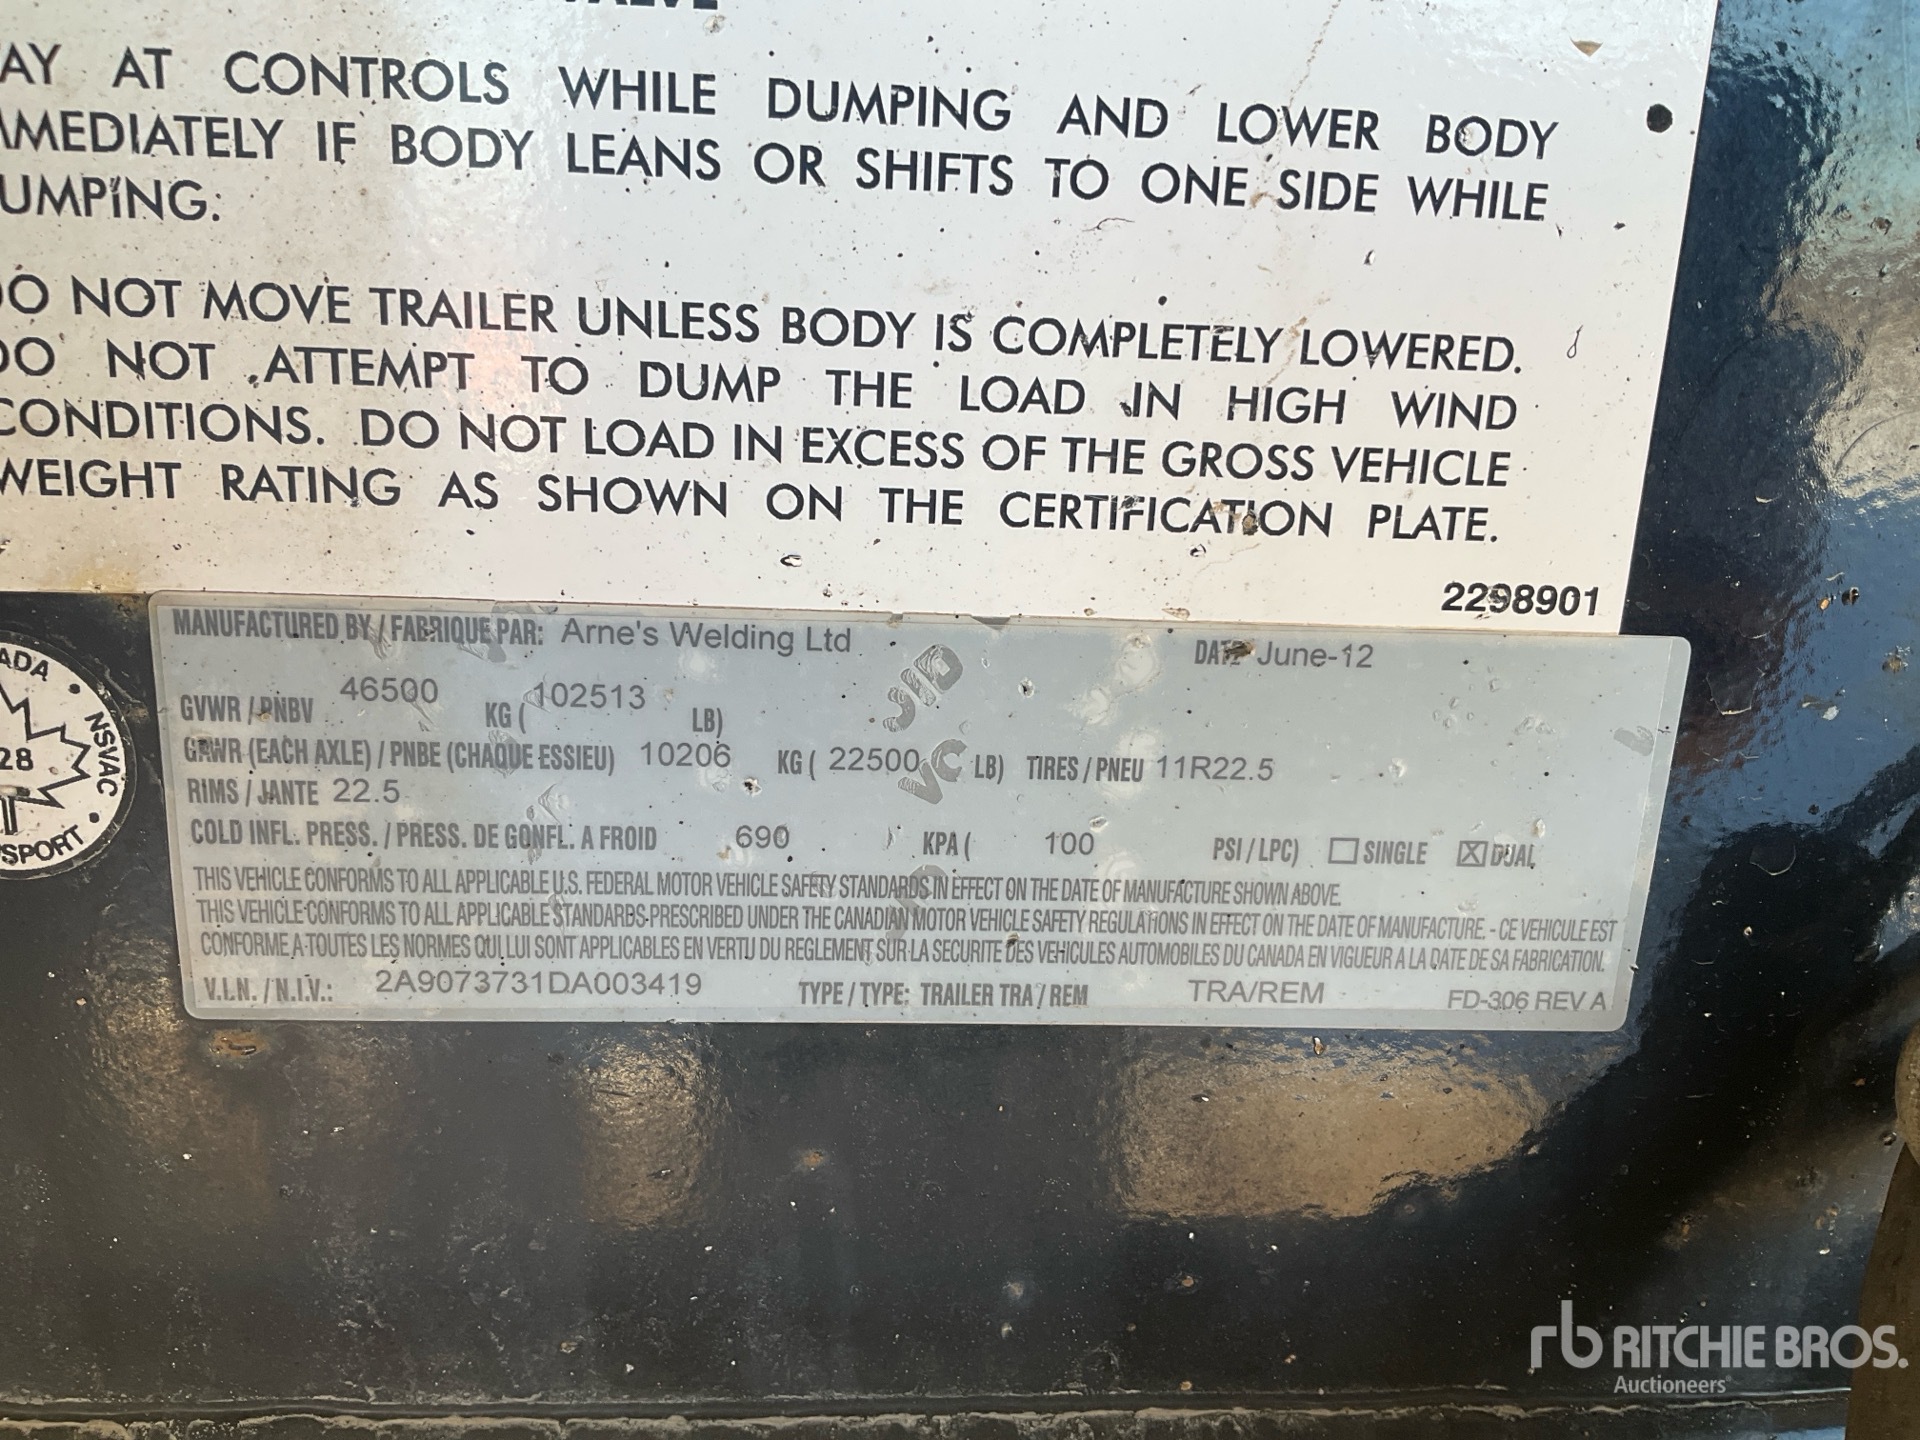 VALVE
AY AT CONTROLS WHILE DUMPING AND LOWER BODY
MMEDIATELY IF BODY LEANS OR SHIFTS TO ONE SIDE WHILE
UMPING.
DO NOT MOVE TRAILER UNLESS BODY IS COMPLETELY LOWERED.
DO NOT ATTEMPT TO DUMP THE LOAD IN HIGH WIND
CONDITIONS. DO NOT LOAD IN EXCESS OF THE GROSS VEHICLE
WEIGHT RATING AS SHOWN ON THE CERTIFICATION PLATE.
2298901
MANUFACTURED BY / FABRIQUE PAR: Arne's Welding Ltd DATE June-12
GVWR / PNBV 46500 KG ( 102513 LB)
GAWR (EACH AXLE) / PNBE (CHAQUE ESSIEU) 10206 KG ( 22500 LB) TIRES / PNEU 11R22.5
RIMS / JANTE 22.5
COLD INFL. PRESS. / PRESS. DE GONFL. A FROID 690 KPA ( 100 PSI / LPC) SINGLE DUAL
THIS VEHICLE CONFORMS TO ALL APPLICABLE U.S. FEDERAL MOTOR VEHICLE SAFETY STANDARDS IN EFFECT ON THE DATE OF MANUFACTURE SHOWN ABOVE.
THIS VEHICLE CONFORMS TO ALL APPLICABLE STANDARDS PRESCRIBED UNDER THE CANADIAN MOTOR VEHICLE SAFETY REGULATIONS IN EFFECT ON THE DATE OF MANUFACTURE. - CE VEHICULE EST
CONFORME A TOUTES LES NORMES QUI LUI SONT APPLICABLES EN VERTU DU REGLEMENT SUR LA SECURITE DES VEHICULES AUTOMOBILES DU CANADA EN VIGUEUR A LA DATE DE SA FABRICATION.
V.I.N. / N.I.V.: 2A9073731DA003419 TYPE / TYPE: TRAILER TRA / REM TRA/REM FD-306 REV A
ADA
NSVAC
28
SPORT
rb RITCHIE BROS.
Auctioneers